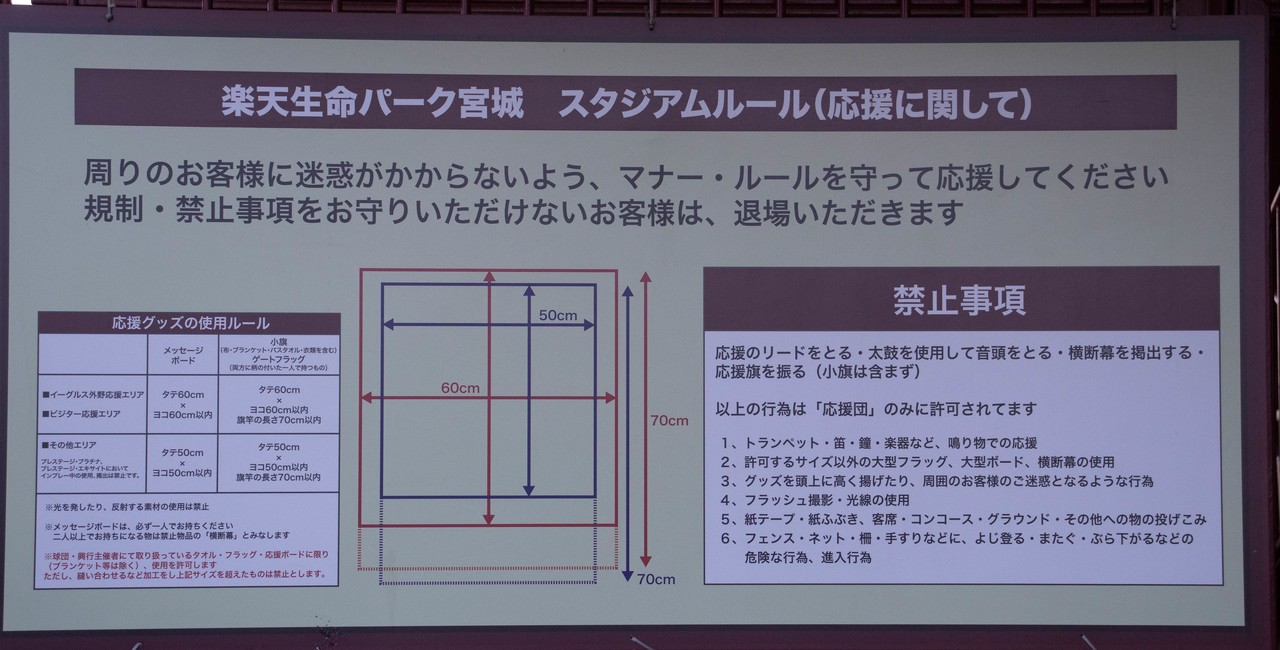 楽天生命パーク宮城　スタジアムルール（応援に関して）
周りのお客様に迷惑がかからないよう、マナー・ルールを守って応援してください
規制・禁止事項をお守りいただけないお客様は、退場いただきます
応援グッズの使用ルール
メッセージ
ボード
小旗
（布・ブランケット・バスタオル・衣類を含む）
ゲートフラッグ
（両方に柄の付いた一人で持つもの）
■イーグルス外野応援エリア
■ビジター応援エリア
タテ60cm
×
ヨコ60cm以内
タテ60cm
×
ヨコ60cm以内
旗竿の長さ70cm以内
■その他エリア
プレステージ・プラチナ、
プレステージ・エキサイトにおいて
インプレー中の使用、掲出は禁止です。
タテ50cm
×
ヨコ50cm以内
タテ50cm
×
ヨコ50cm以内
旗竿の長さ70cm以内
※光を発したり、反射する素材の使用は禁止
※メッセージボードは、必ず一人でお持ちください
二人以上でお持ちになる物は禁止物品の「横断幕」とみなします
※球団・興行主催者にて取り扱っているタオル・フラッグ・応援ボードに限り
（ブランケット等は除く）、使用を許可します
ただし、縫い合わせるなど加工をし上記サイズを超えたものは禁止とします。
50cm
60cm
70cm
70cm
禁止事項
応援のリードをとる・太鼓を使用して音頭をとる・横断幕を掲出する・
応援旗を振る（小旗は含まず）
以上の行為は「応援団」のみに許可されてます
1、トランペット・笛・鐘・楽器など、鳴り物での応援
2、許可するサイズ以外の大型フラッグ、大型ボード、横断幕の使用
3、グッズを頭上に高く揚げたり、周囲のお客様のご迷惑となるような行為
4、フラッシュ撮影・光線の使用
5、紙テープ・紙ふぶき、客席・コンコース・グラウンド・その他への物の投げこみ
6、フェンス・ネット・柵・手すりなどに、よじ登る・またぐ・ぶら下がるなどの
危険な行為、進入行為